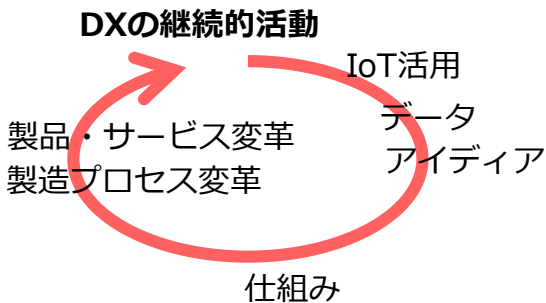 DXの継続的活動
IoT活用
データ
アイディア
製品・サービス変革
製造プロセス変革
仕組み